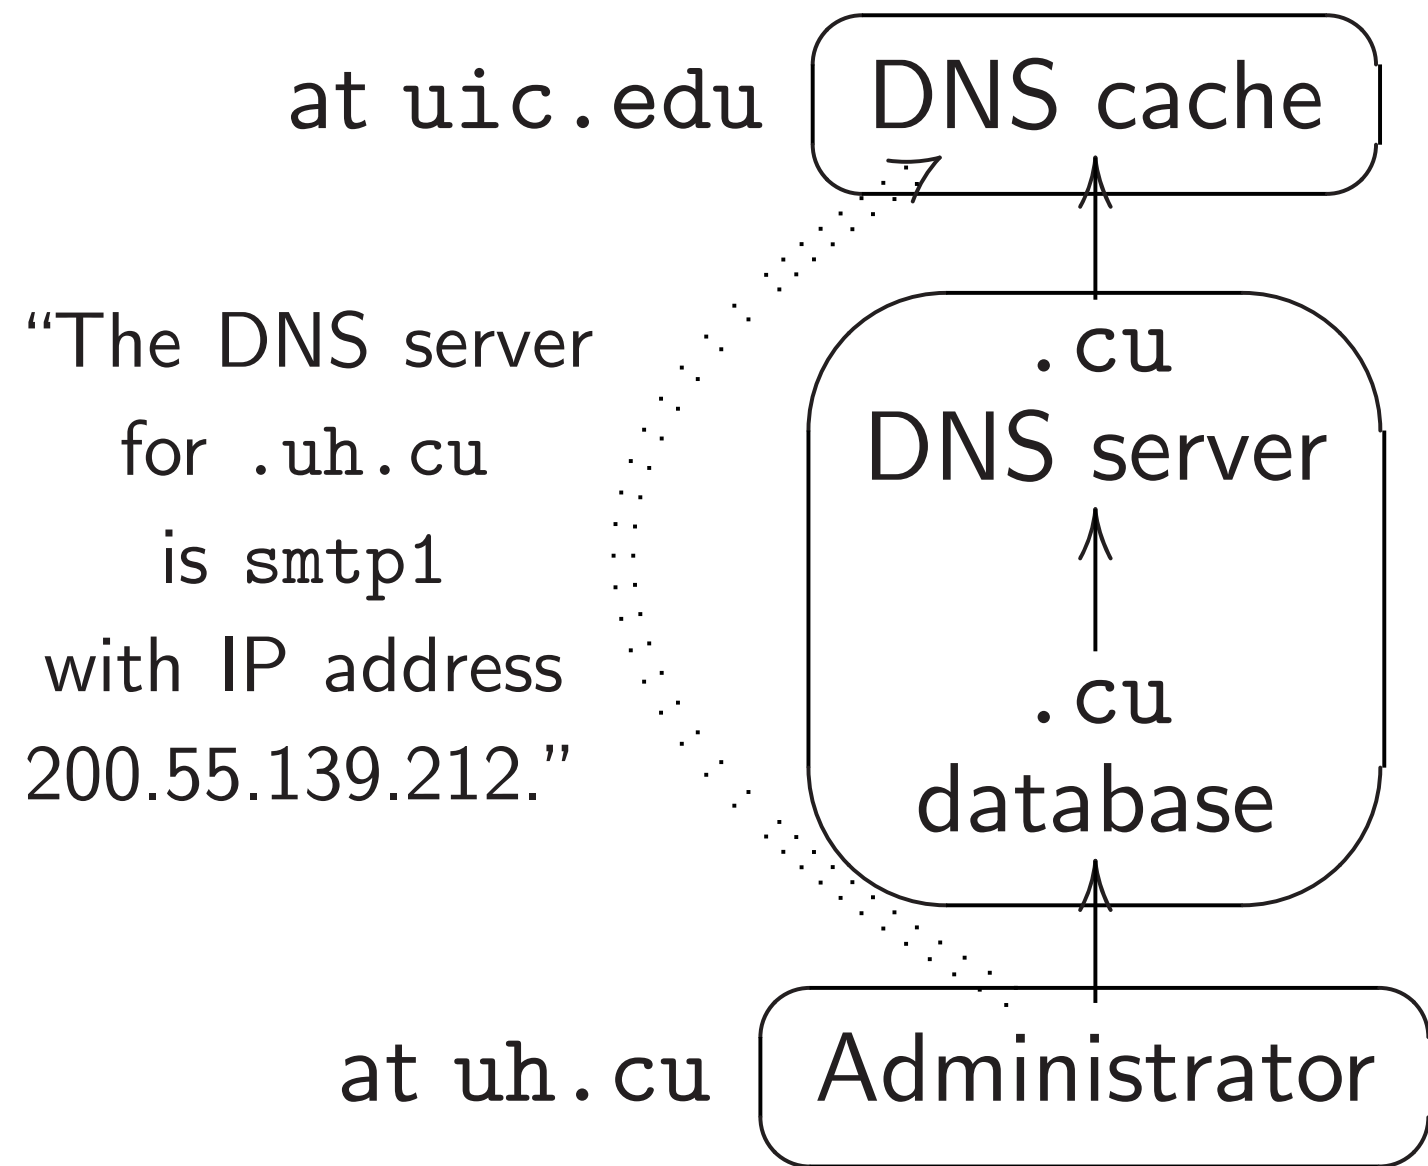 at uic.edu DNS cache
“The DNS server
for .uh.cu
is smtp1
with IP address
200.55.139.212.”
.cu
DNS server
.cu
database
at uh.cu Administrator